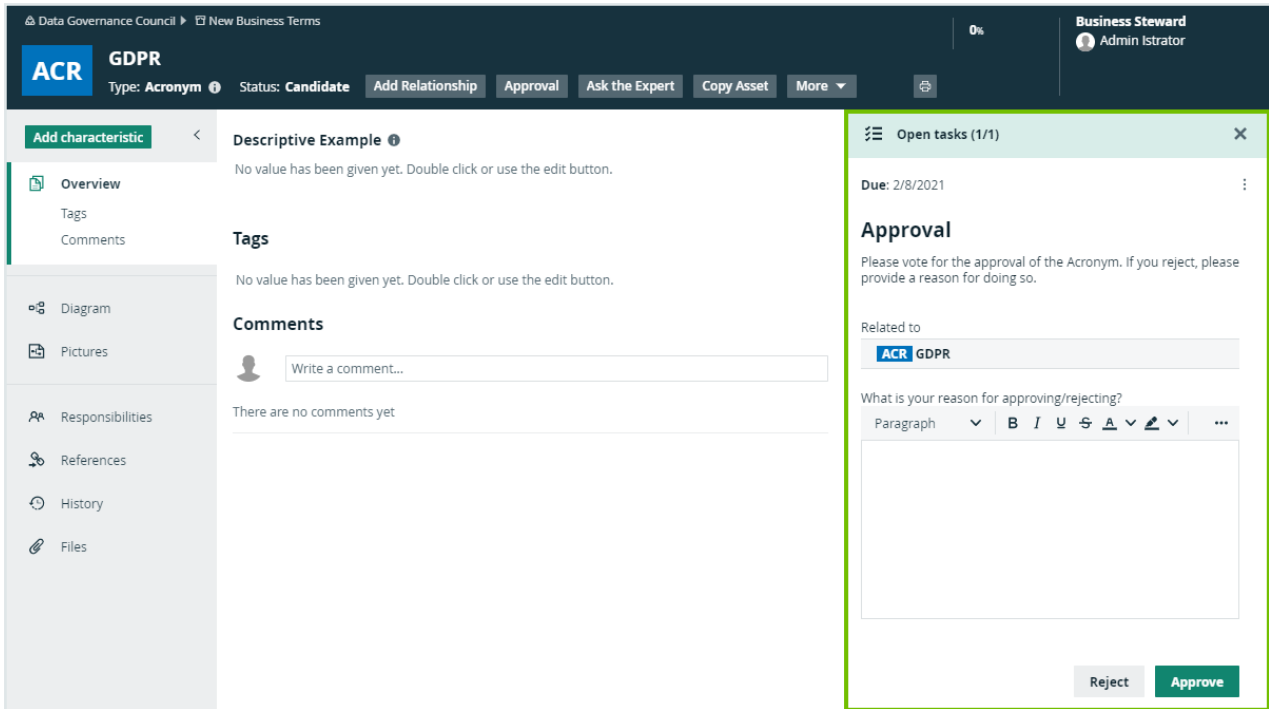 Data Governance Council New Business Terms
ACR
GDPR
Type: Acronym Status: Candidate Add Relationship Approval Ask the Expert Copy Asset More
0%
Business Steward
Admin Istrator
Add characteristic
Overview
Tags
Comments
Diagram
Pictures
Responsibilities
References
History
Files
Descriptive Example
No value has been given yet. Double click or use the edit button.
Tags
No value has been given yet. Double click or use the edit button.
Comments
Write a comment...
There are no comments yet
Open tasks (1/1)
Due: 2/8/2021
Approval
Please vote for the approval of the Acronym. If you reject, please
provide a reason for doing so.
Related to
ACR GDPR
What is your reason for approving/rejecting?
Paragraph B I U S A
Reject Approve